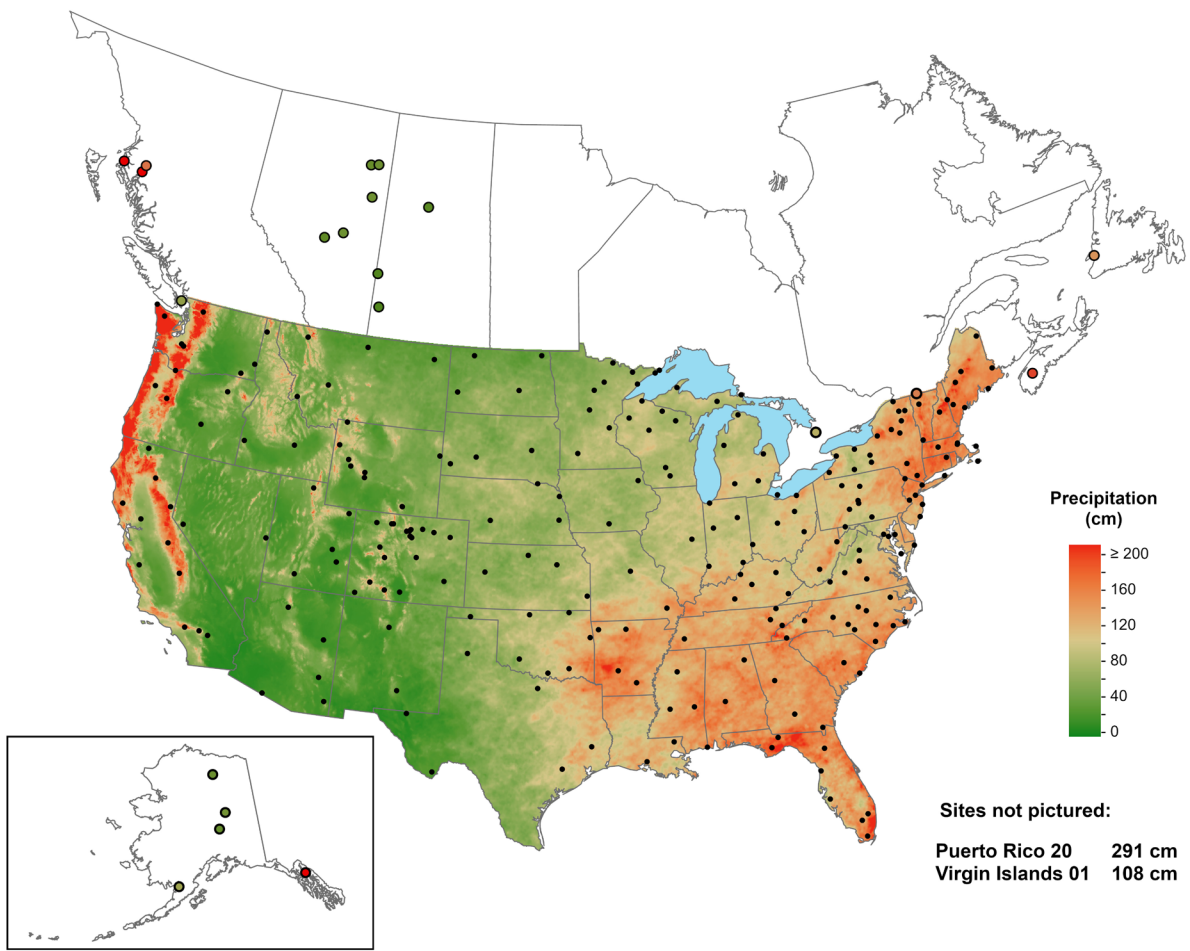 Precipitation
(cm)
≥ 200
160
120
80
40
0
Sites not pictured:
Puerto Rico 20 291 cm
Virgin Islands 01 108 cm